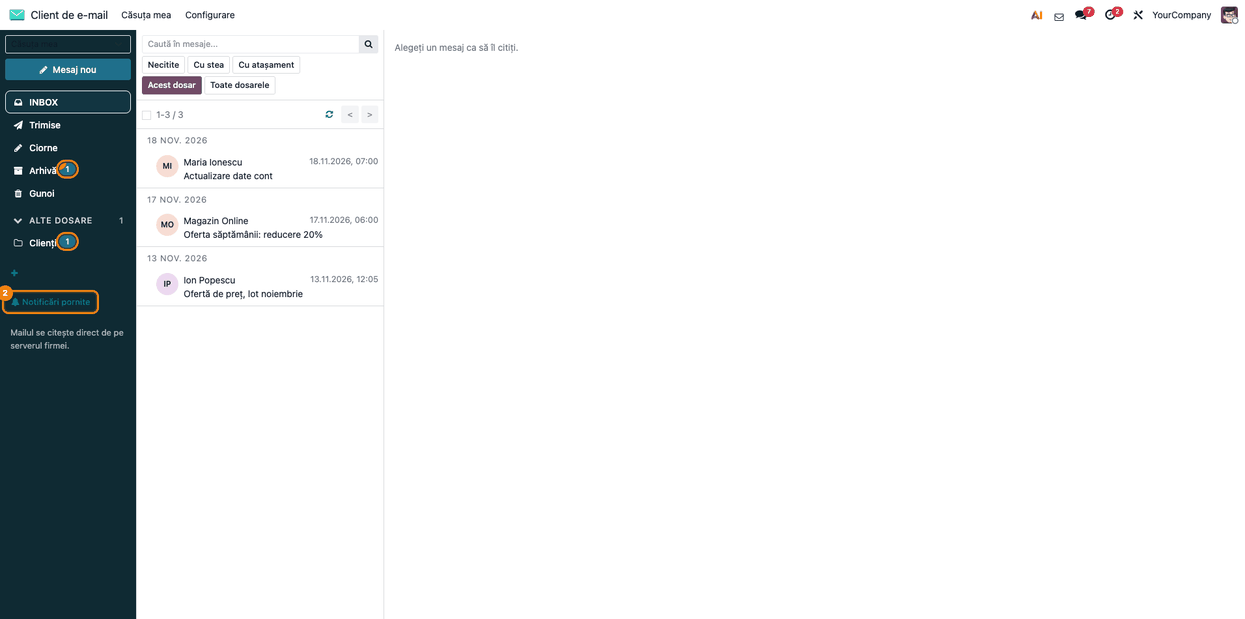 Client de e-mail
Căsuța mea
Configurare
AI
7
2
YourCompany
Mesaj nou
INBOX
Trimise
Ciorne
Arhivă
1
Gunoi
ALTE DOSARE
1
Clienți
1
+
2
Notificări pornite
Mailul se citește direct de pe
serverul firmei.
Caută în mesaje...
Necitite
Cu stea
Cu atașament
Acest dosar
Toate dosarele
1-3 / 3
<
>
18 NOV. 2026
MI
Maria Ionescu
18.11.2026, 07:00
Actualizare date cont
17 NOV. 2026
MO
Magazin Online
17.11.2026, 06:00
Oferta săptămânii: reducere 20%
13 NOV. 2026
IP
Ion Popescu
13.11.2026, 12:05
Ofertă de preț, lot noiembrie
Alegeți un mesaj ca să îl citiți.